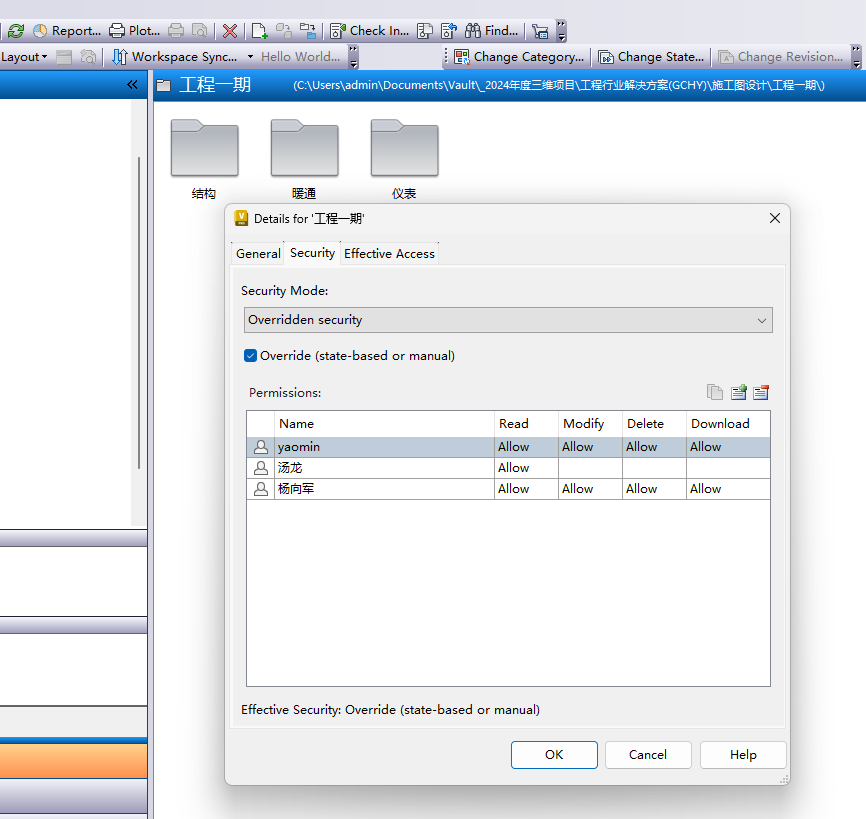 Report... Plot... Check In... Find...
Layout Workspace Sync... Hello World... Change Category... Change State... Change Revision...
工程一期 (C:\Users\admin\Documents\Vault\_2024年度三维项目\工程行业解决方案(GCHY)\施工图设计\工程一期\)
结构 暖通 仪表
Details for '工程一期'
General Security Effective Access
Security Mode:
Overridden security
Override (state-based or manual)
Permissions:
Name Read Modify Delete Download
yaomin Allow Allow Allow Allow
汤龙 Allow
杨向军 Allow Allow Allow Allow
Effective Security: Override (state-based or manual)
OK Cancel Help